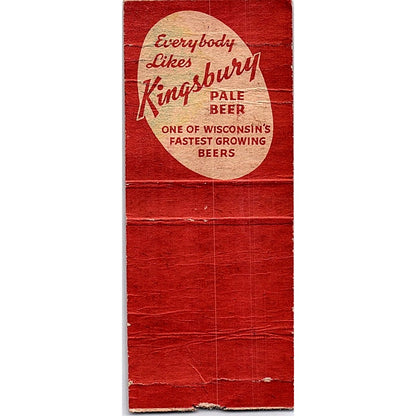 Everybody
Likes
Kingsbury
PALE
BEER
ONE OF WISCONSIN'S
FASTEST GROWING
BEERS